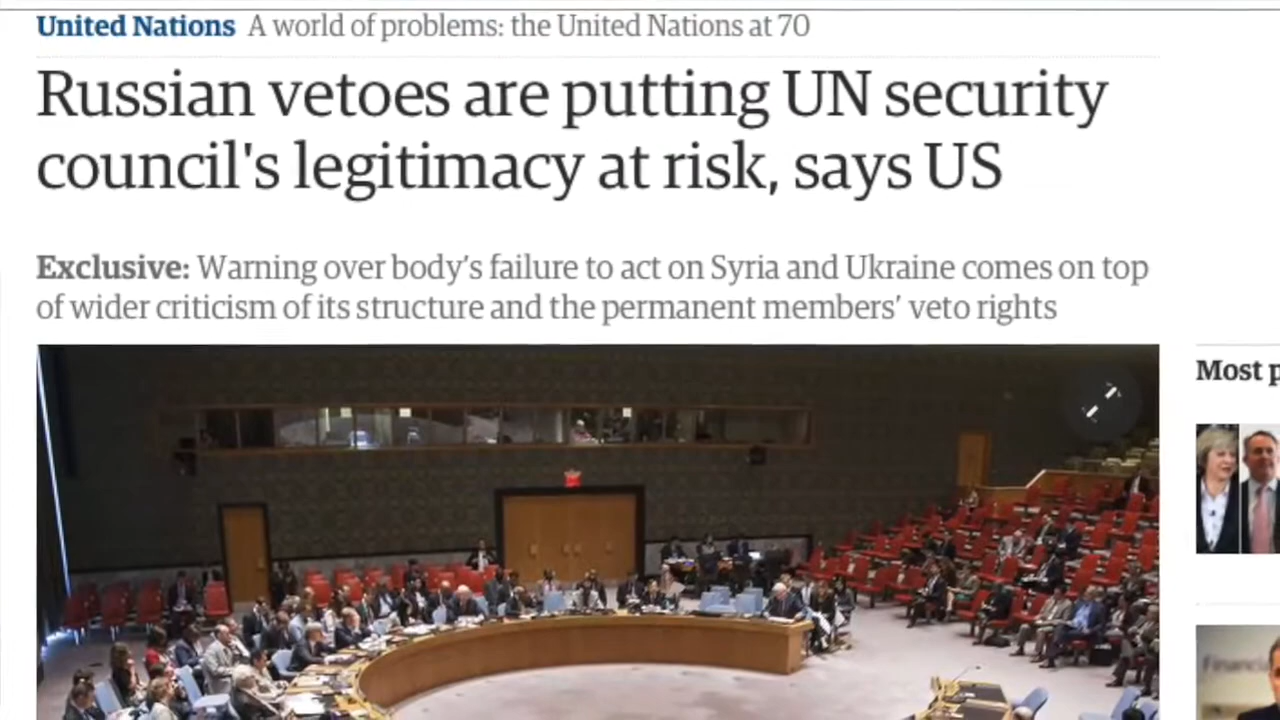 United Nations A world of problems: the United Nations at 70
Russian vetoes are putting UN security
council's legitimacy at risk, says US
Exclusive: Warning over body’s failure to act on Syria and Ukraine comes on top
of wider criticism of its structure and the permanent members’ veto rights
Most p
Financia